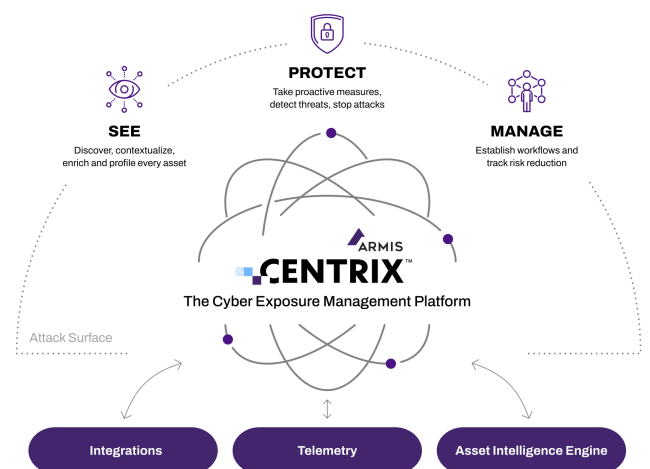 PROTECT
Take proactive measures,
detect threats, stop attacks
SEE
Discover, contextualize,
enrich and profile every asset
MANAGE
Establish workflows and
track risk reduction
ARMIS
CENTRIX™
The Cyber Exposure Management Platform
Attack Surface
Integrations
Telemetry
Asset Intelligence Engine